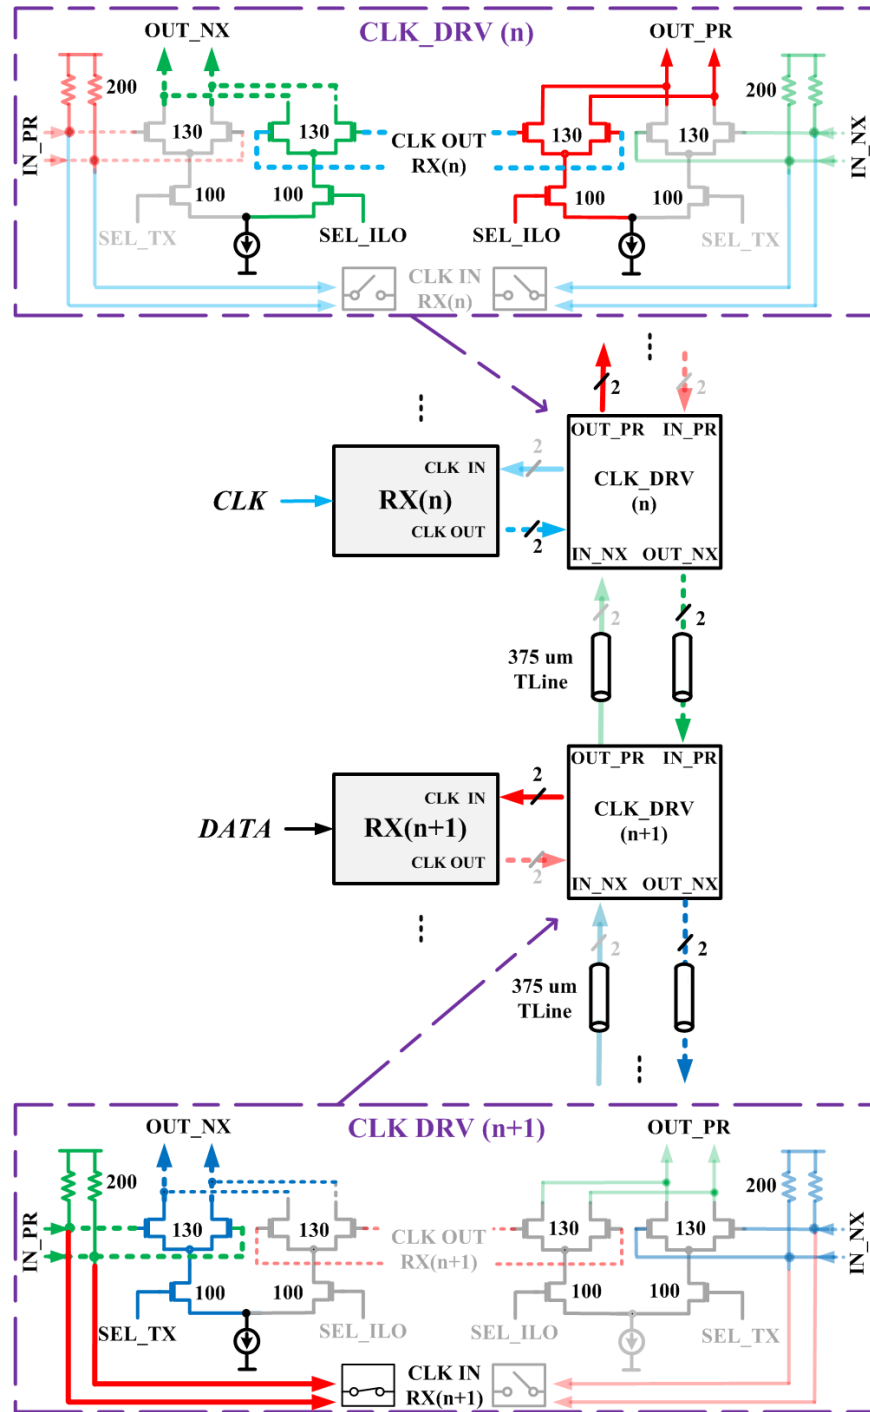 CLK_DRV (n)
OUT_NX
OUT_PR
200
200
130
130
130
130
IN_PR
CLK OUT
RX(n)
IN_NX
100
100
100
100
SEL_TX
SEL_ILO
SEL_ILO
SEL_TX
CLK IN
RX(n)
2
2
OUT_PR IN_PR
CLK IN
2
CLK
RX(n)
CLK_DRV
(n)
CLK OUT
2
IN_NX OUT_NX
2
2
375 um
TLine
OUT_PR IN_PR
2
CLK IN
DATA
RX(n+1)
CLK_DRV
(n+1)
CLK OUT
2
IN_NX OUT_NX
2
2
375 um
TLine
CLK DRV (n+1)
OUT_NX
OUT_PR
200
200
130
130
130
130
IN_PR
CLK OUT
RX(n+1)
IN_NX
100
100
100
100
SEL_TX
SEL_ILO
SEL_ILO
SEL_TX
CLK IN
RX(n+1)